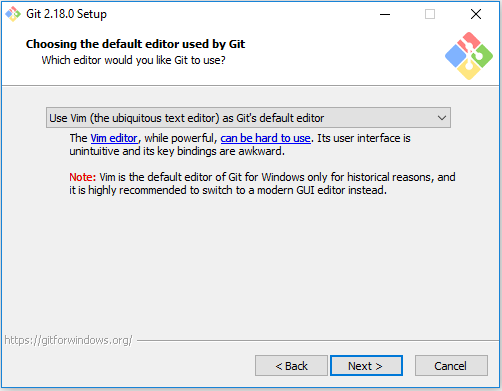 Git 2.18.0 Setup
Choosing the default editor used by Git
Which editor would you like Git to use?
Use Vim (the ubiquitous text editor) as Git's default editor
The Vim editor, while powerful, can be hard to use. Its user interface is
unintuitive and its key bindings are awkward.
Note: Vim is the default editor of Git for Windows only for historical reasons, and
it is highly recommended to switch to a modern GUI editor instead.
https://gitforwindows.org/
< Back Next > Cancel